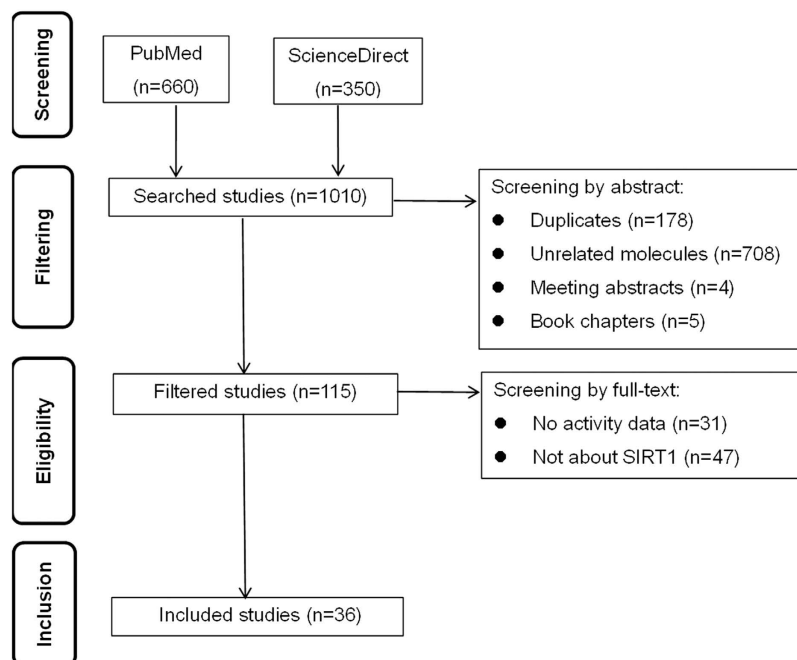 Screening
PubMed
(n=660)
ScienceDirect
(n=350)
Filtering
Searched studies (n=1010)
Screening by abstract:
● Duplicates (n=178)
● Unrelated molecules (n=708)
● Meeting abstracts (n=4)
● Book chapters (n=5)
Eligibility
Filtered studies (n=115)
Screening by full-text:
● No activity data (n=31)
● Not about SIRT1 (n=47)
Inclusion
Included studies (n=36)